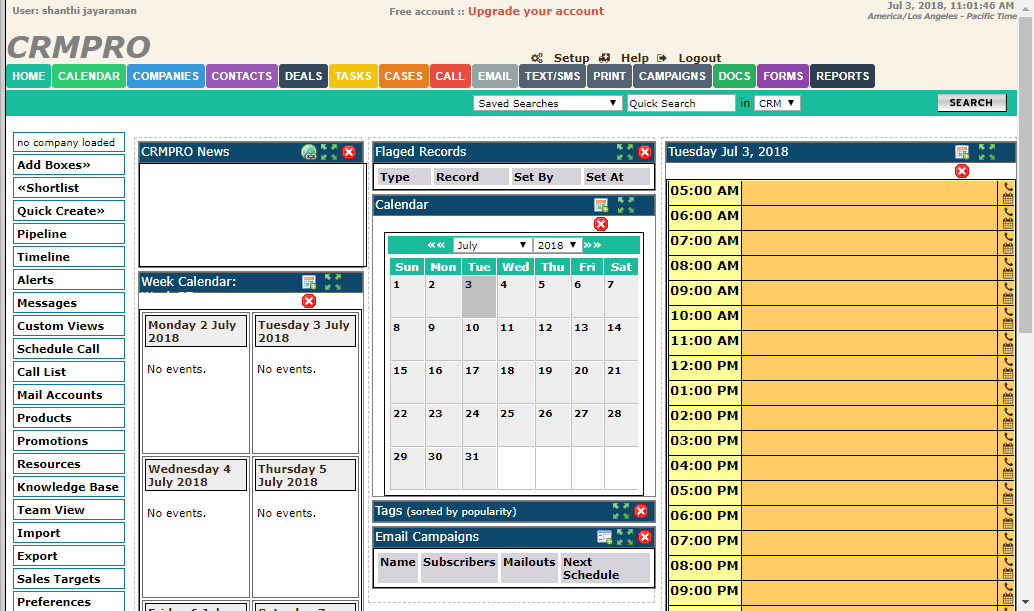 User: shanthi jayaraman
Free account :: Upgrade your account
Jul 3, 2018, 11:01:46 AM
America/Los Angeles - Pacific Time
CRMPRO
Setup Help Logout
HOME CALENDAR COMPANIES CONTACTS DEALS TASKS CASES CALL EMAIL TEXT/SMS PRINT CAMPAIGNS DOCS FORMS REPORTS
Saved Searches Quick Search in CRM SEARCH
no company loaded
Add Boxes»
«Shortlist
Quick Create»
Pipeline
Timeline
Alerts
Messages
Custom Views
Schedule Call
Call List
Mail Accounts
Products
Promotions
Resources
Knowledge Base
Team View
Import
Export
Sales Targets
Preferences
CRMPRO News
Week Calendar:
Monday 2 July
2018
No events.
Tuesday 3 July
2018
No events.
Wednesday 4
July 2018
No events.
Thursday 5
July 2018
No events.
Flaged Records
Type Record Set By Set At
Calendar
«« July 2018 »»
Sun Mon Tue Wed Thu Fri Sat
1 2 3 4 5 6 7
8 9 10 11 12 13 14
15 16 17 18 19 20 21
22 23 24 25 26 27 28
29 30 31
Tags (sorted by popularity)
Email Campaigns
Name Subscribers Mailouts Next
Schedule
Tuesday Jul 3, 2018
05:00 AM
06:00 AM
07:00 AM
08:00 AM
09:00 AM
10:00 AM
11:00 AM
12:00 PM
01:00 PM
02:00 PM
03:00 PM
04:00 PM
05:00 PM
06:00 PM
07:00 PM
08:00 PM
09:00 PM